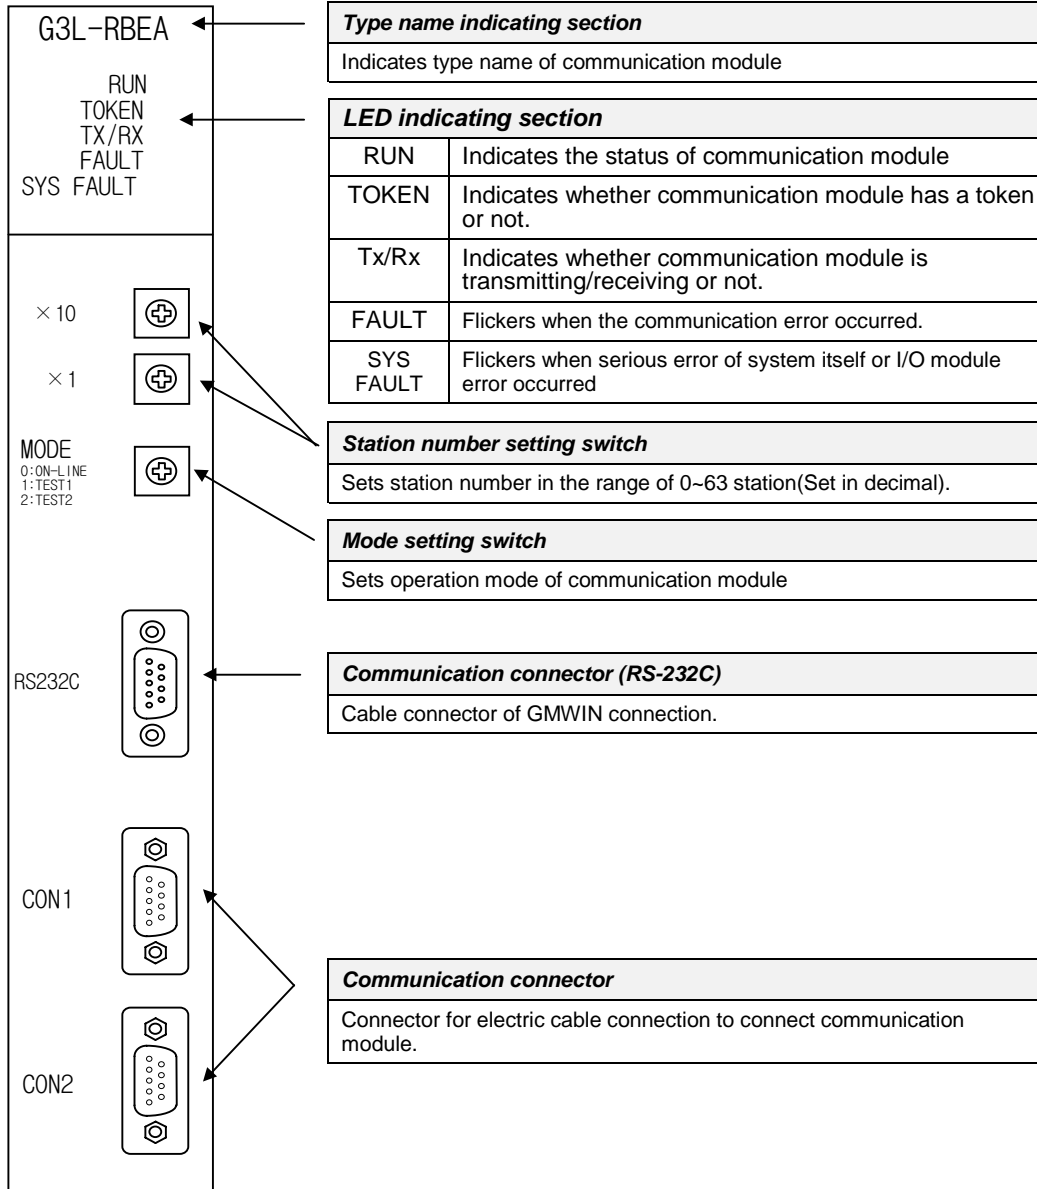 G3L-RBEA
RUN
TOKEN
TX/RX
FAULT
SYS FAULT
×10
×1
MODE
0:ON-LINE
1:TEST1
2:TEST2
RS232C
CON1
CON2
Type name indicating section
Indicates type name of communication module
LED indicating section
RUN Indicates the status of communication module
TOKEN Indicates whether communication module has a token
or not.
Tx/Rx Indicates whether communication module is
transmitting/receiving or not.
FAULT Flickers when the communication error occurred.
SYS
FAULT
Flickers when serious error of system itself or I/O module
error occurred
Station number setting switch
Sets station number in the range of 0~63 station(Set in decimal).
Mode setting switch
Sets operation mode of communication module
Communication connector (RS-232C)
Cable connector of GMWIN connection.
Communication connector
Connector for electric cable connection to connect communication
module.